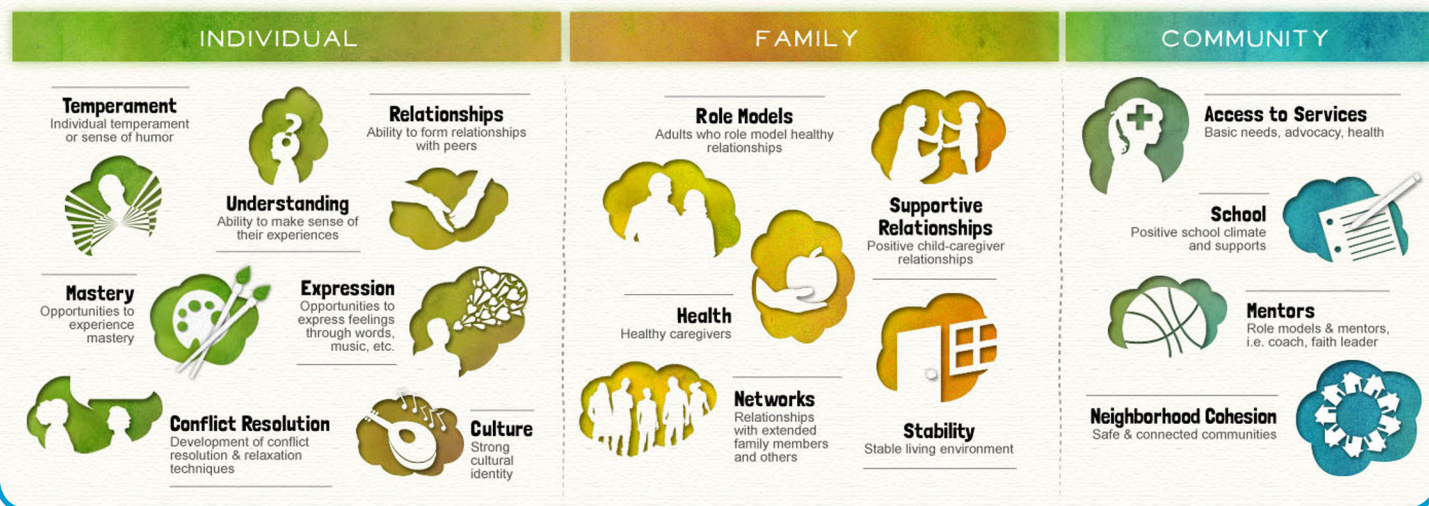 INDIVIDUAL
Temperament
Individual temperament
or sense of humor
Understanding
Ability to make sense of
their experiences
Relationships
Ability to form relationships
with peers
Mastery
Opportunities to
experience
mastery
Expression
Opportunities to
express feelings
through words,
music, etc.
Conflict Resolution
Development of conflict
resolution & relaxation
techniques
Culture
Strong
cultural
identity
FAMILY
Role Models
Adults who role model healthy
relationships
Supportive
Relationships
Positive child-caregiver
relationships
Health
Healthy caregivers
Networks
Relationships
with extended
family members
and others
Stability
Stable living environment
COMMUNITY
Access to Services
Basic needs, advocacy, health
School
Positive school climate
and supports
Mentors
Role models & mentors,
i.e. coach, faith leader
Neighborhood Cohesion
Safe & connected communities